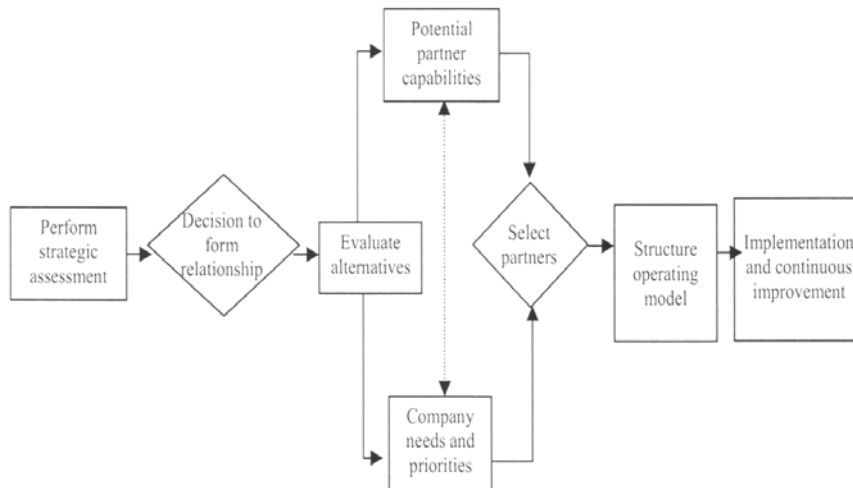 Potential
partner
capabilities
Perform
strategic
assessment
Decision to
form
relationship
Evaluate
alternatives
Select
partners
Structure
operating
model
Implementation
and continuous
improvement
Company
needs and
priorities